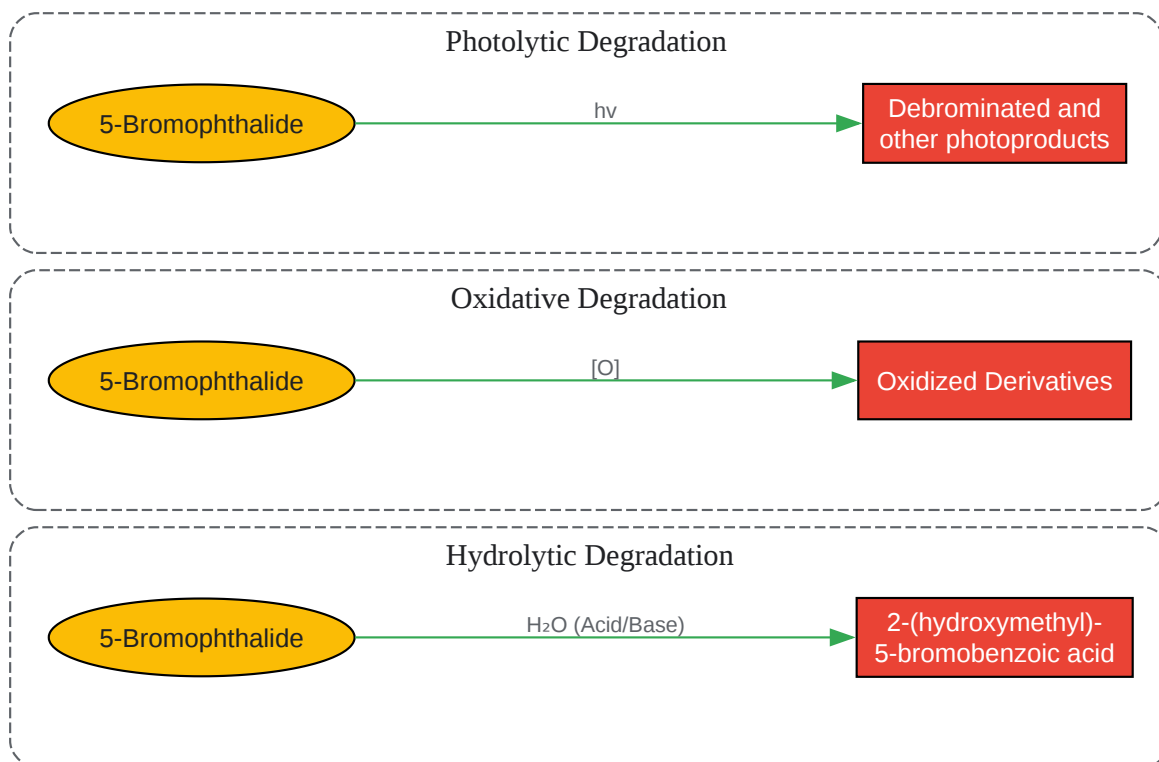 Photolytic Degradation
5-Bromophthalide
hv
Debrominated and
other photoproducts
Oxidative Degradation
5-Bromophthalide
[O]
Oxidized Derivatives
Hydrolytic Degradation
5-Bromophthalide
H₂O (Acid/Base)
2-(hydroxymethyl)-
5-bromobenzoic acid